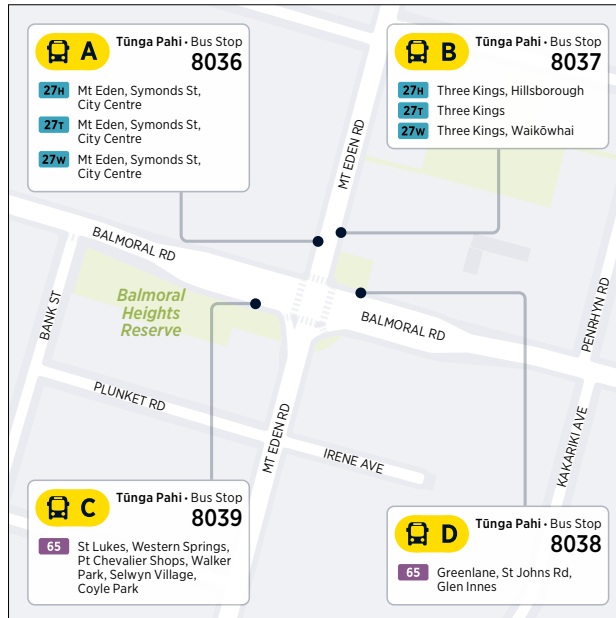 A
Tūnga Pahi • Bus Stop
8036
27H Mt Eden, Symonds St,
City Centre
27T Mt Eden, Symonds St,
City Centre
27W Mt Eden, Symonds St,
City Centre
B
Tūnga Pahi • Bus Stop
8037
27H Three Kings, Hillsborough
27T Three Kings
27W Three Kings, Waikōwhai
MT EDEN RD
BALMORAL RD
BANK ST
Balmoral
Heights
Reserve
BALMORAL RD
PENRHYN RD
PLUNKET RD
MT EDEN RD
IRENE AVE
KAKARIKI AVE
C
Tūnga Pahi • Bus Stop
8039
65 St Lukes, Western Springs,
Pt Chevalier Shops, Walker
Park, Selwyn Village,
Coyle Park
D
Tūnga Pahi • Bus Stop
8038
65 Greenlane, St Johns Rd,
Glen Innes